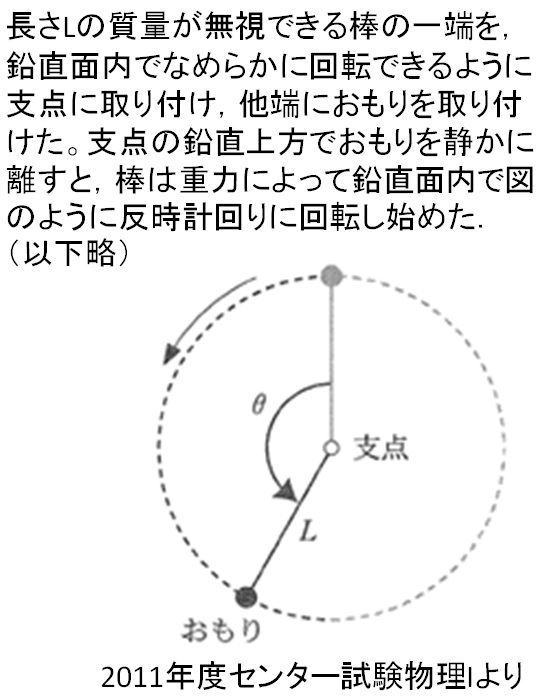 長さLの質量が無視できる棒の一端を,
鉛直面内でなめらかに回転できるように
支点に取り付け, 他端におもりを取り付
けた。支点の鉛直上方でおもりを静かに
離すと, 棒は重力によって鉛直面内で図
のように反時計回りに回転し始めた.
（以下略）
θ
支点
L
おもり
2011年度センター試験物理Iより